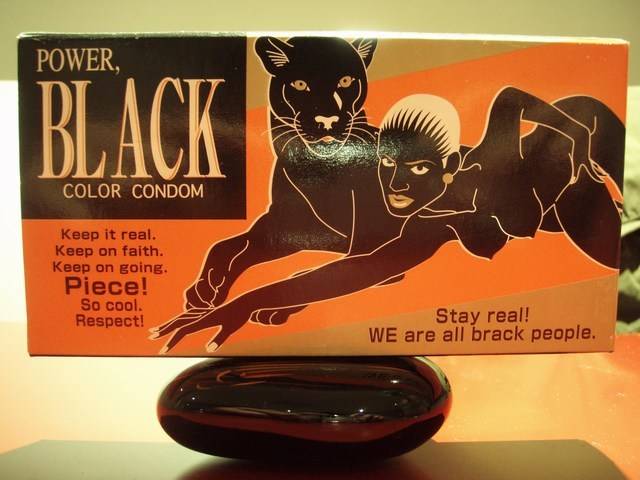 POWER,
BLACK
COLOR CONDOM
Keep it real.
Keep on faith.
Keep on going.
Piece!
So cool.
Respect!
Stay real!
WE are all brack people.